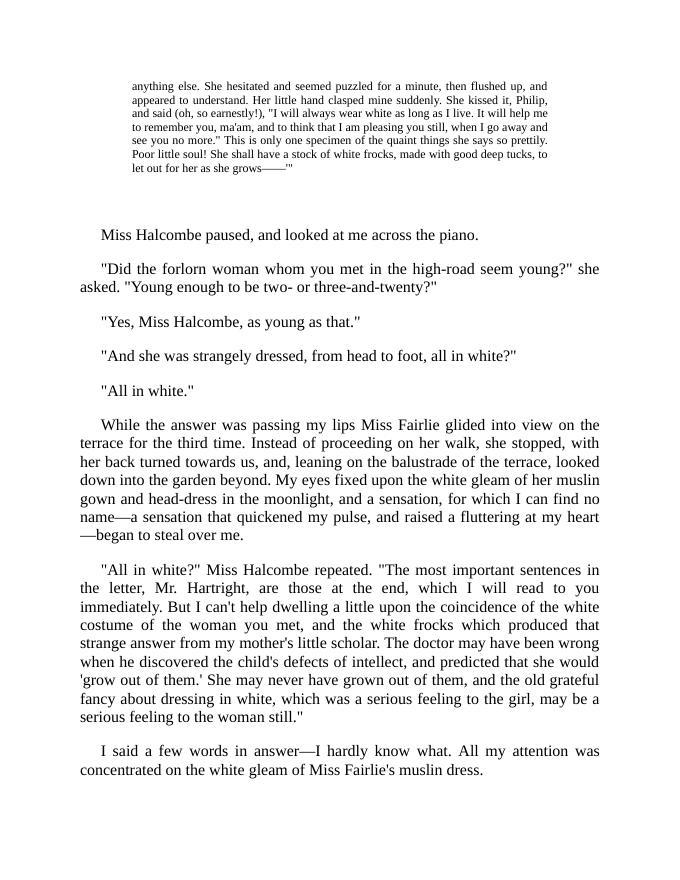 anything else. She hesitated and seemed puzzled for a minute, then flushed up, and
appeared to understand. Her little hand clasped mine suddenly. She kissed it, Philip,
and said (oh, so earnestly!), "I will always wear white as long as I live. It will help me
to remember you, ma'am, and to think that I am pleasing you still, when I go away and
see you no more." This is only one specimen of the quaint things she says so prettily.
Poor little soul! She shall have a stock of white frocks, made with good deep tucks, to
let out for her as she grows——'"
Miss Halcombe paused, and looked at me across the piano.
"Did the forlorn woman whom you met in the high-road seem young?" she
asked. "Young enough to be two- or three-and-twenty?"
"Yes, Miss Halcombe, as young as that."
"And she was strangely dressed, from head to foot, all in white?"
"All in white."
While the answer was passing my lips Miss Fairlie glided into view on the
terrace for the third time. Instead of proceeding on her walk, she stopped, with
her back turned towards us, and, leaning on the balustrade of the terrace, looked
down into the garden beyond. My eyes fixed upon the white gleam of her muslin
gown and head-dress in the moonlight, and a sensation, for which I can find no
name—a sensation that quickened my pulse, and raised a fluttering at my heart
—began to steal over me.
"All in white?" Miss Halcombe repeated. "The most important sentences in
the letter, Mr. Hartright, are those at the end, which I will read to you
immediately. But I can't help dwelling a little upon the coincidence of the white
costume of the woman you met, and the white frocks which produced that
strange answer from my mother's little scholar. The doctor may have been wrong
when he discovered the child's defects of intellect, and predicted that she would
'grow out of them.' She may never have grown out of them, and the old grateful
fancy about dressing in white, which was a serious feeling to the girl, may be a
serious feeling to the woman still."
I said a few words in answer—I hardly know what. All my attention was
concentrated on the white gleam of Miss Fairlie's muslin dress.